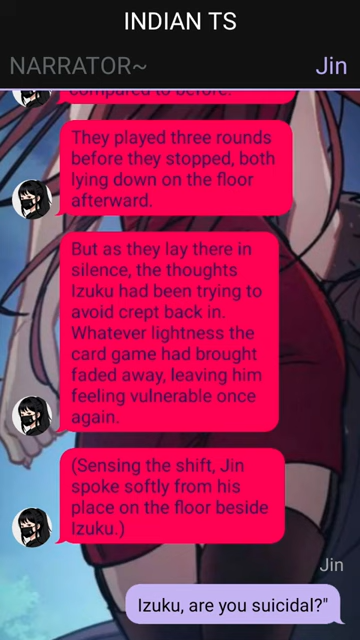 INDIAN TS
NARRATOR~ Jin
compared to before.
They played three rounds
before they stopped, both
lying down on the floor
afterward.
But as they lay there in
silence, the thoughts
Izuku had been trying to
avoid crept back in.
Whatever lightness the
card game had brought
faded away, leaving him
feeling vulnerable once
again.
(Sensing the shift, Jin
spoke softly from his
place on the floor beside
Izuku.)
Jin
Izuku, are you suicidal?"